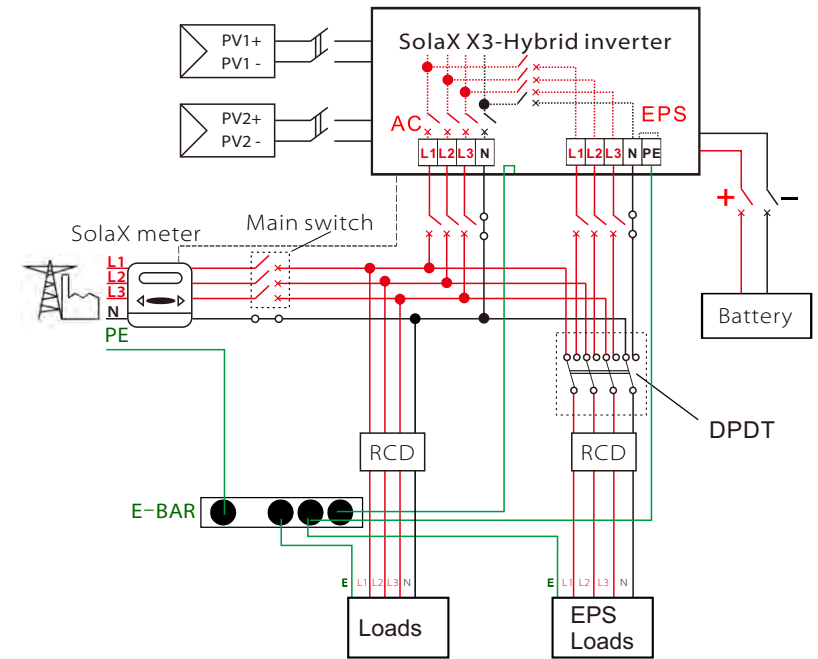 PV1+
PV1 -
PV2+
PV2 -
SolaX X3-Hybrid inverter
AC
EPS
L1 L2 L3 N
L1 L2 L3 N PE
+ −
SolaX meter
Main switch
L1
L2
L3
N
PE
Battery
DPDT
RCD
RCD
E-BAR
E L1 L2 L3 N
E L1 L2 L3 N
Loads
EPS
Loads